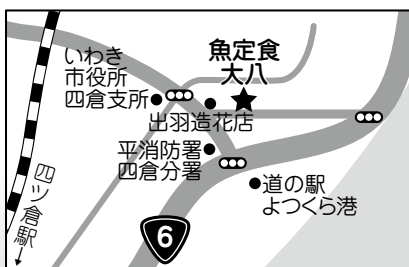 魚定食
大八
いわき
市役所
四倉支所
出羽造花店
平消防署
四倉分署
道の駅
よつくら港
四ツ倉駅
6